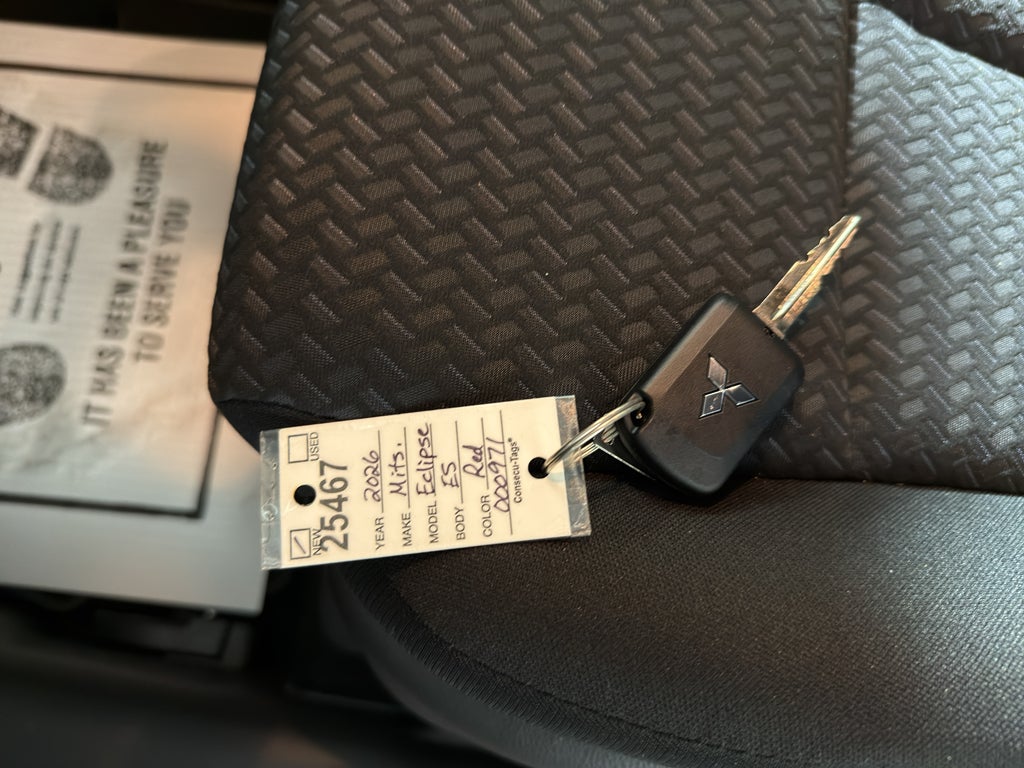 IT HAS BEEN A PLEASURE
TO SERVE YOU
NEW USED
25467
YEAR 2026
MAKE Mits.
MODEL Eclipse
BODY ES
COLOR Red
000971
Consecu-Tags®